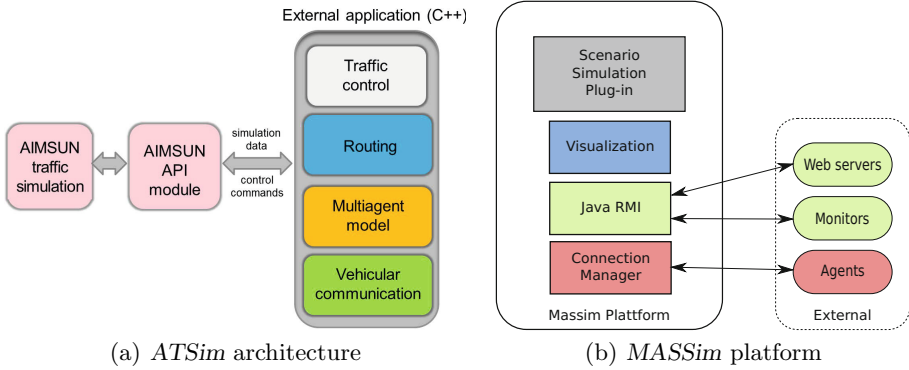 External application (C++)
Traffic
control
Routing
Multiagent
model
Vehicular
communication
AIMSUN
traffic
simulation
AIMSUN
API
module
simulation
data
control
commands
(a) ATSim architecture
Scenario
Simulation
Plug-in
Visualization
Java RMI
Connection
Manager
Massim Plattform
Web servers
Monitors
Agents
External
(b) MASSim platform